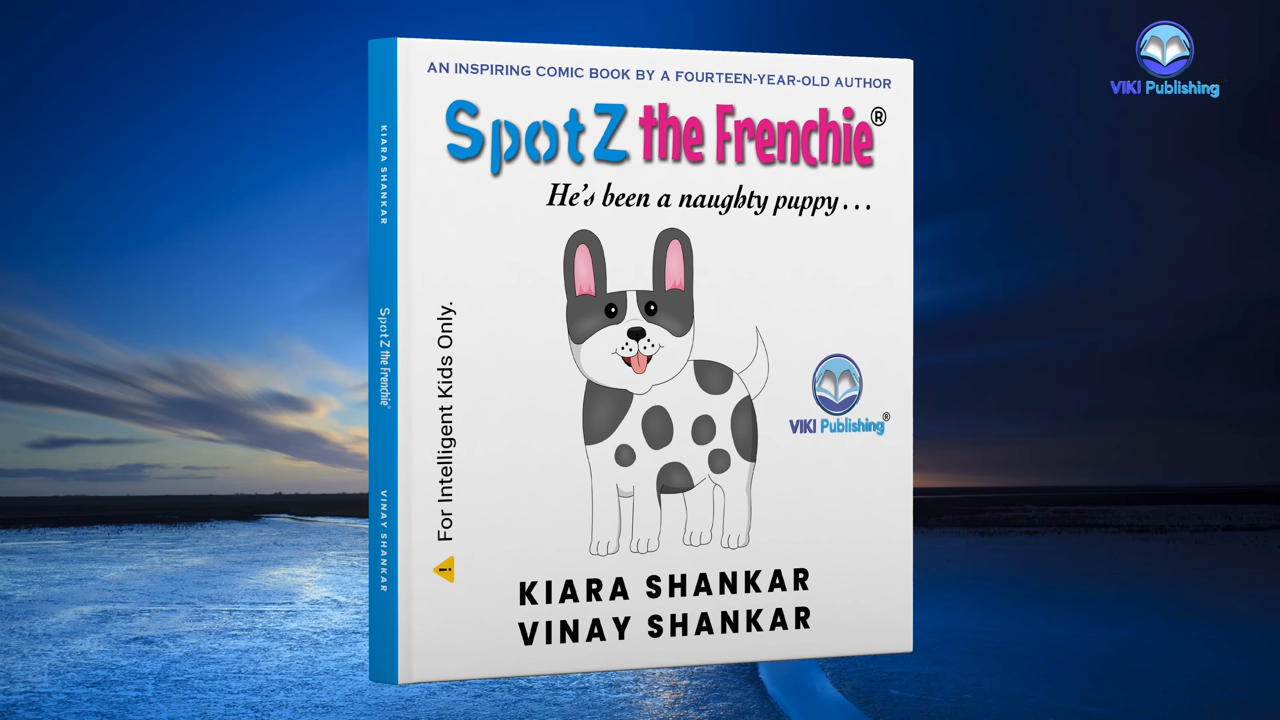 AN INSPIRING COMIC BOOK BY A FOURTEEN-YEAR-OLD AUTHOR
SpotZ the Frenchie®
He's been a naughty puppy...
For Intelligent Kids Only.
VIKI Publishing®
KIARA SHANKAR
VINAY SHANKAR
KIARA SHANKAR
SpotZ the Frenchie®
VINAY SHANKAR
VIKI Publishing